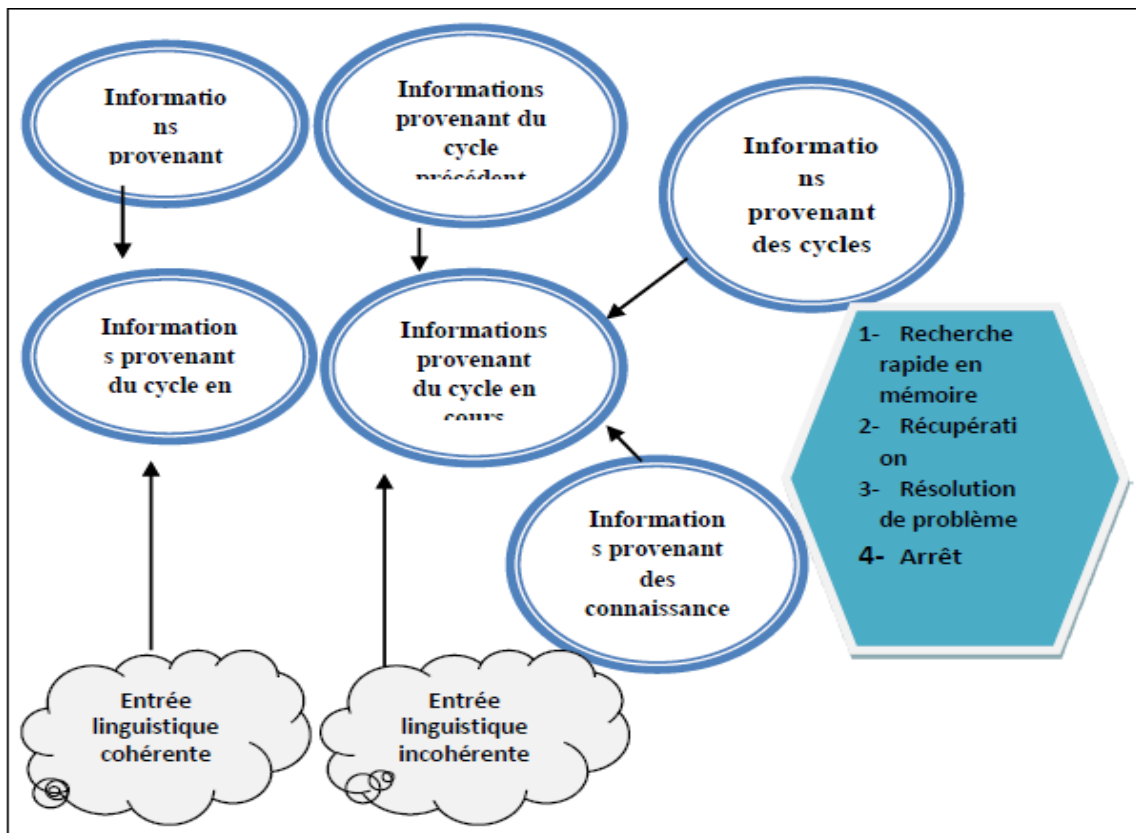 Informatio
ns
provenant
Informations
provenant du
cycle
précédent
Informatio
ns
provenant
des cycles
Information
s provenant
du cycle en
Informations
provenant
du cycle en
cours
1- Recherche
rapide en
mémoire
2- Récupérati
on
3- Résolution
de problème
4- Arrêt
Information
s provenant
des
connaissance
Entrée
linguistique
cohérente
Entrée
linguistique
incohérente